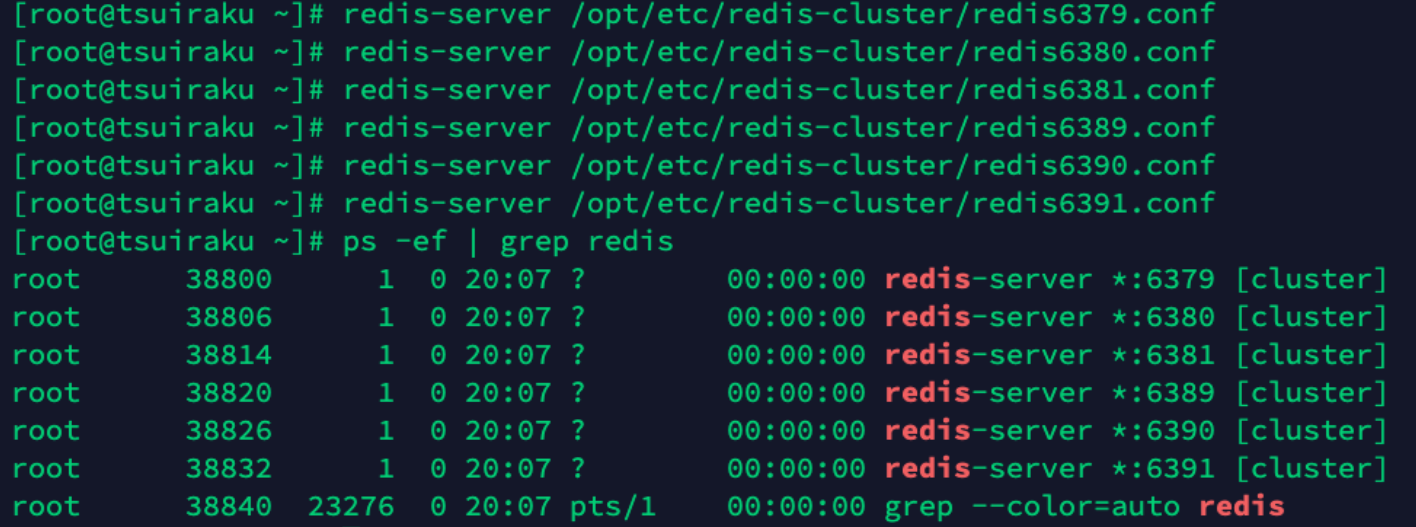 [root@tsuiraku ~]# redis-server /opt/etc/redis-cluster/redis6379.conf
[root@tsuiraku ~]# redis-server /opt/etc/redis-cluster/redis6380.conf
[root@tsuiraku ~]# redis-server /opt/etc/redis-cluster/redis6381.conf
[root@tsuiraku ~]# redis-server /opt/etc/redis-cluster/redis6389.conf
[root@tsuiraku ~]# redis-server /opt/etc/redis-cluster/redis6390.conf
[root@tsuiraku ~]# redis-server /opt/etc/redis-cluster/redis6391.conf
[root@tsuiraku ~]# ps -ef | grep redis
root      38800      1  0 20:07 ?        00:00:00 redis-server *:6379 [cluster]
root      38806      1  0 20:07 ?        00:00:00 redis-server *:6380 [cluster]
root      38814      1  0 20:07 ?        00:00:00 redis-server *:6381 [cluster]
root      38820      1  0 20:07 ?        00:00:00 redis-server *:6389 [cluster]
root      38826      1  0 20:07 ?        00:00:00 redis-server *:6390 [cluster]
root      38832      1  0 20:07 ?        00:00:00 redis-server *:6391 [cluster]
root      38840  23276  0 20:07 pts/1    00:00:00 grep --color=auto redis